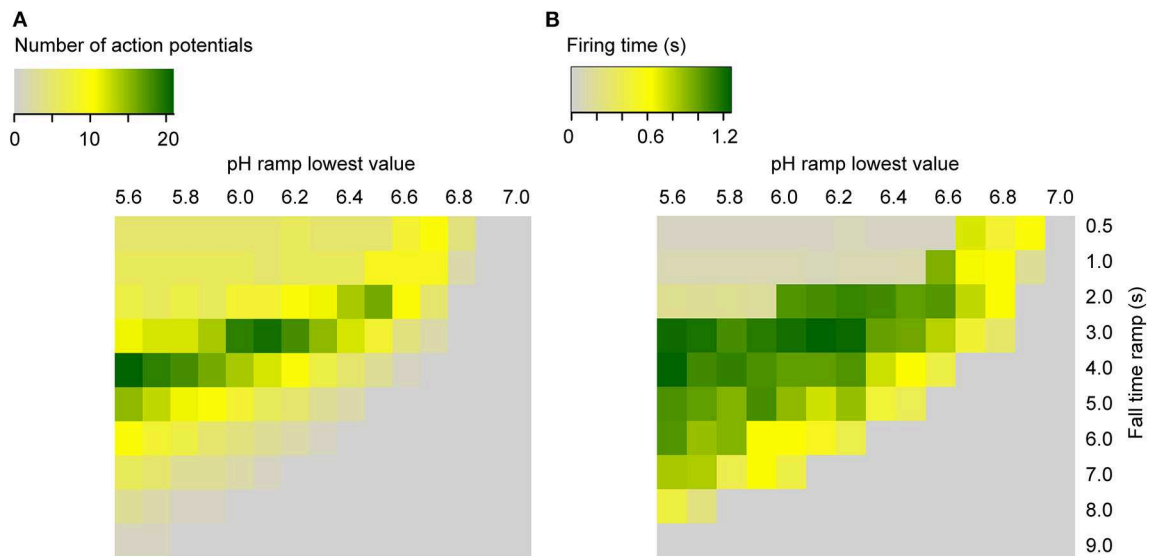 A
Number of action potentials
0 10 20
pH ramp lowest value
5.6 5.8 6.0 6.2 6.4 6.6 6.8 7.0
B
Firing time (s)
0 0.6 1.2
pH ramp lowest value
5.6 5.8 6.0 6.2 6.4 6.6 6.8 7.0
0.5
1.0
2.0
3.0
4.0
5.0
6.0
7.0
8.0
9.0
Fall time ramp (s)